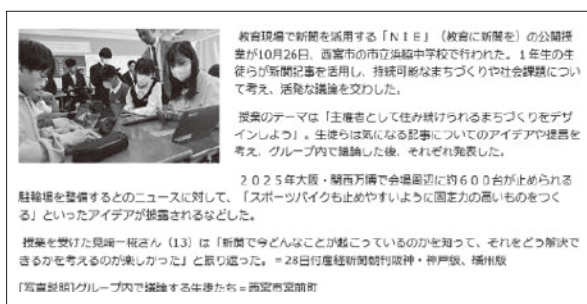 教育現場で新聞を活用する「NIE」(教育に新聞を)の公開授
業が10月26日、西宮市の市立浜脇中学校で行われた。1年生の生
徒らが新聞記事を活用し、持続可能なまちづくりや社会課題につい
て考え、活発な議論を交わした。
授業のテーマは「主権者として住み続けられるまちづくりをデザ
インしよう」。生徒らは気になる記事についてのアイデアや提言を
考え、グループ内で議論した後、それぞれ発表した。
2025年大阪・関西万博で会場周辺に約600台が止められる
駐輪場を整備するとのニュースに対して、「スポーツバイクも止めやすいように固定力の高いものをつく
る」といったアイデアが披露されるなどした。
授業を受けた見﨑一椛さん(13)は「新聞で今どんなことが起こっているのかを知って、それをどう解決で
きるかを考えるのが楽しかった」と振り返った。=28日付産経新聞朝刊阪神・神戸版、播州版
[写真説明]グループ内で議論する生徒たち=西宮市宮前町